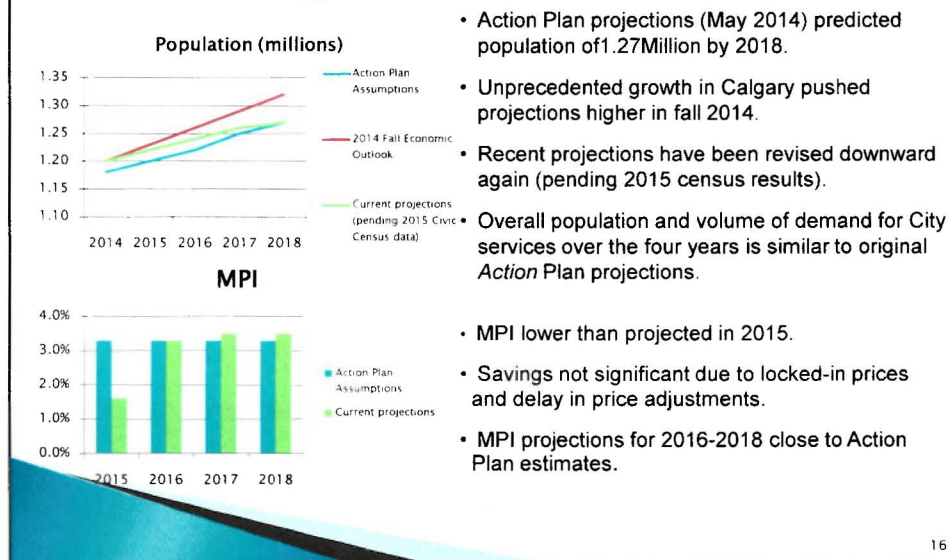 Population (millions)
1.35
1.30
1.25
1.20
1.15
1.10
2014 2015 2016 2017 2018
Action Plan
Assumptions
2014 Fall Economic
Outlook
Current projections
(pending 2015 Civic
Census data)
MPI
4.0%
3.0%
2.0%
1.0%
0.0%
2015 2016 2017 2018
Action Plan
Assumptions
Current projections
• Action Plan projections (May 2014) predicted
population of1.27Million by 2018.
• Unprecedented growth in Calgary pushed
projections higher in fall 2014.
• Recent projections have been revised downward
again (pending 2015 census results).
• Overall population and volume of demand for City
services over the four years is similar to original
Action Plan projections.
• MPI lower than projected in 2015.
• Savings not significant due to locked-in prices
and delay in price adjustments.
• MPI projections for 2016-2018 close to Action
Plan estimates.
16